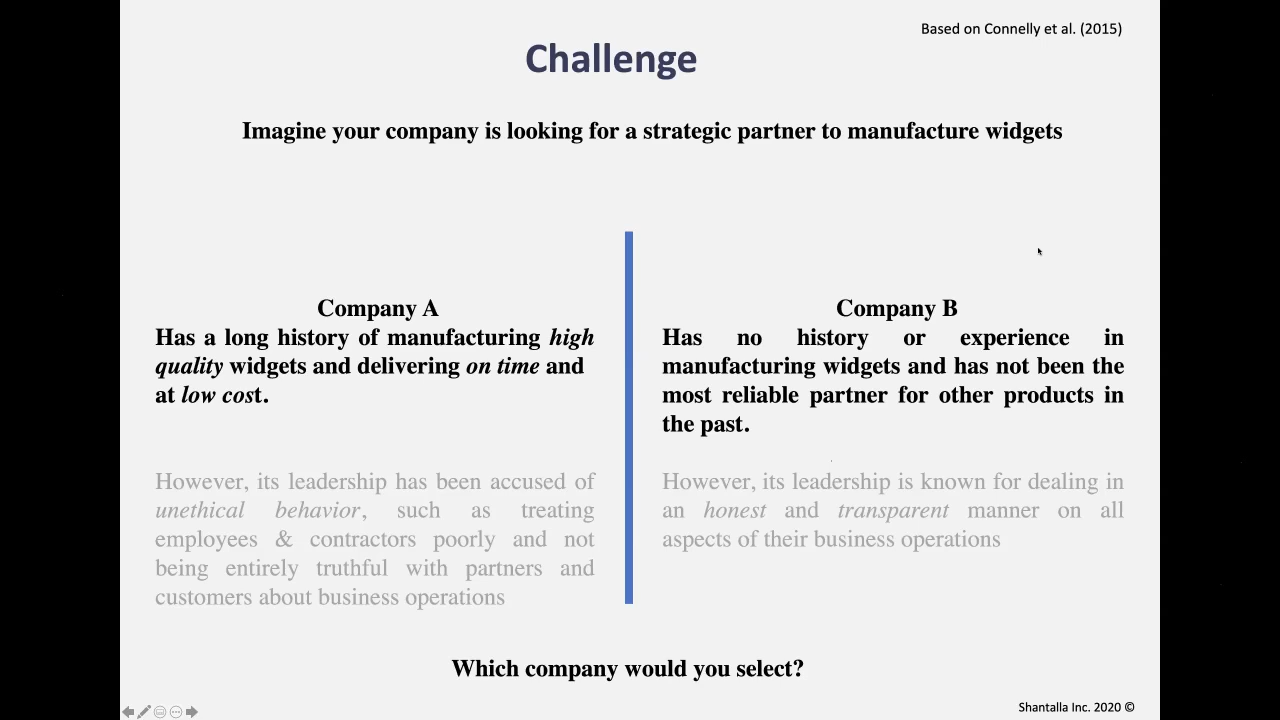 Based on Connelly et al. (2015)
Challenge
Imagine your company is looking for a strategic partner to manufacture widgets
Company A
Has a long history of manufacturing high
quality widgets and delivering on time and
at low cost.
However, its leadership has been accused of
unethical behavior, such as treating
employees & contractors poorly and not
being entirely truthful with partners and
customers about business operations
Company B
Has no history or experience in
manufacturing widgets and has not been the
most reliable partner for other products in
the past.
However, its leadership is known for dealing in
an honest and transparent manner on all
aspects of their business operations
Which company would you select?
Shantalla Inc. 2020 ©